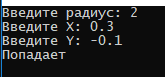 Введите радиус: 2
Введите X: 0.3
Введите Y: -0.1
Попадает